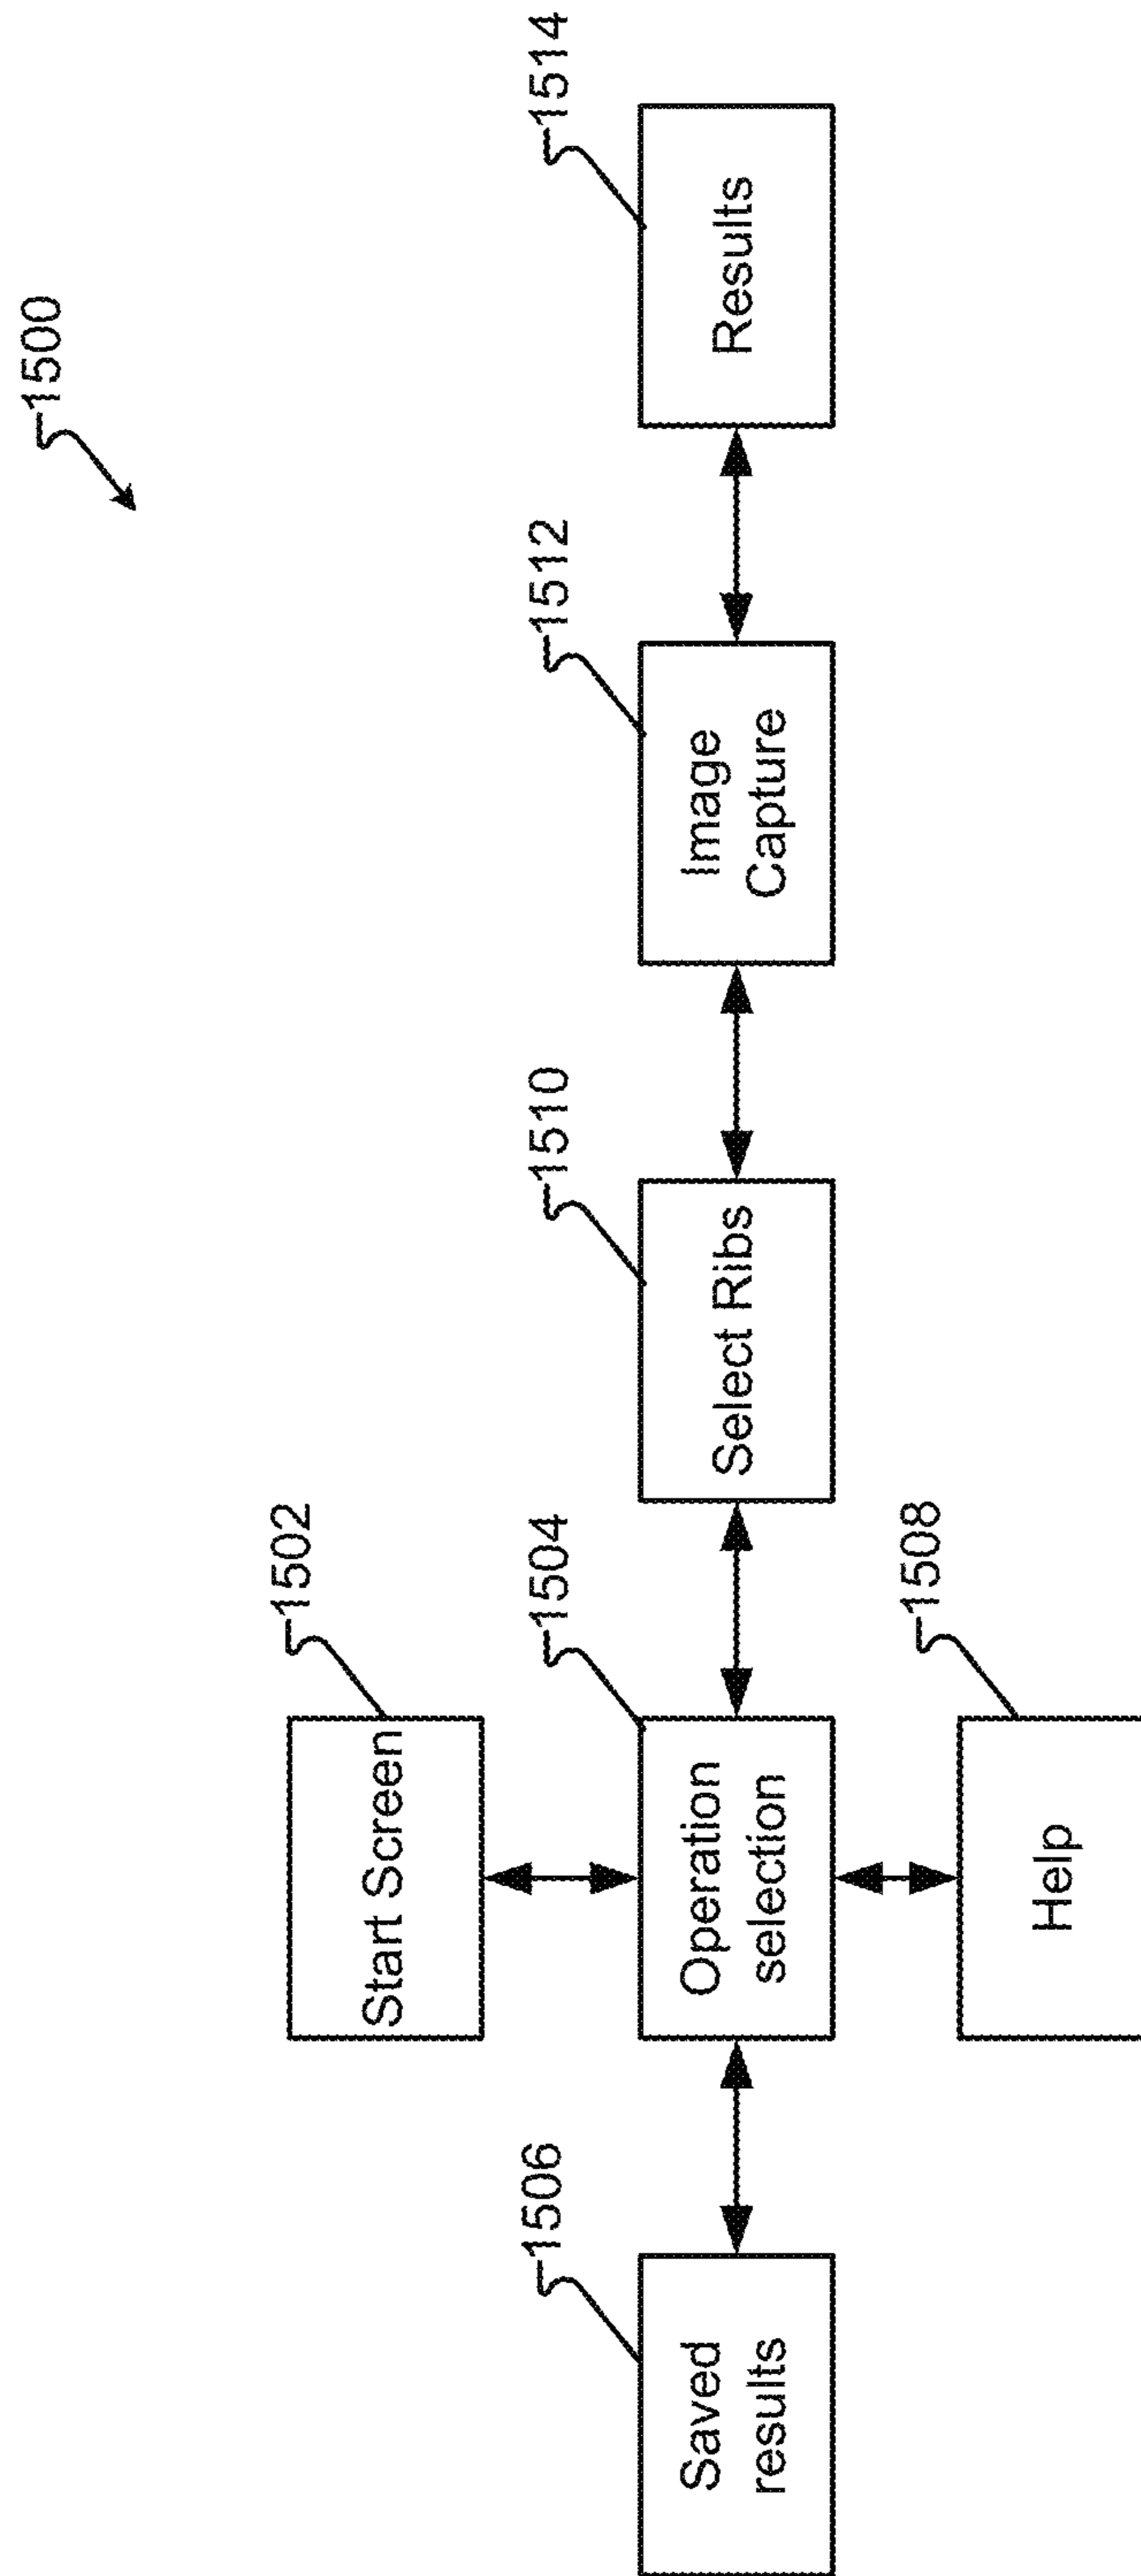 1500
1502
Start Screen
1506
Saved
results
1504
Operation
selection
1510
Select Ribs
1512
Image
Capture
1514
Results
1508
Help